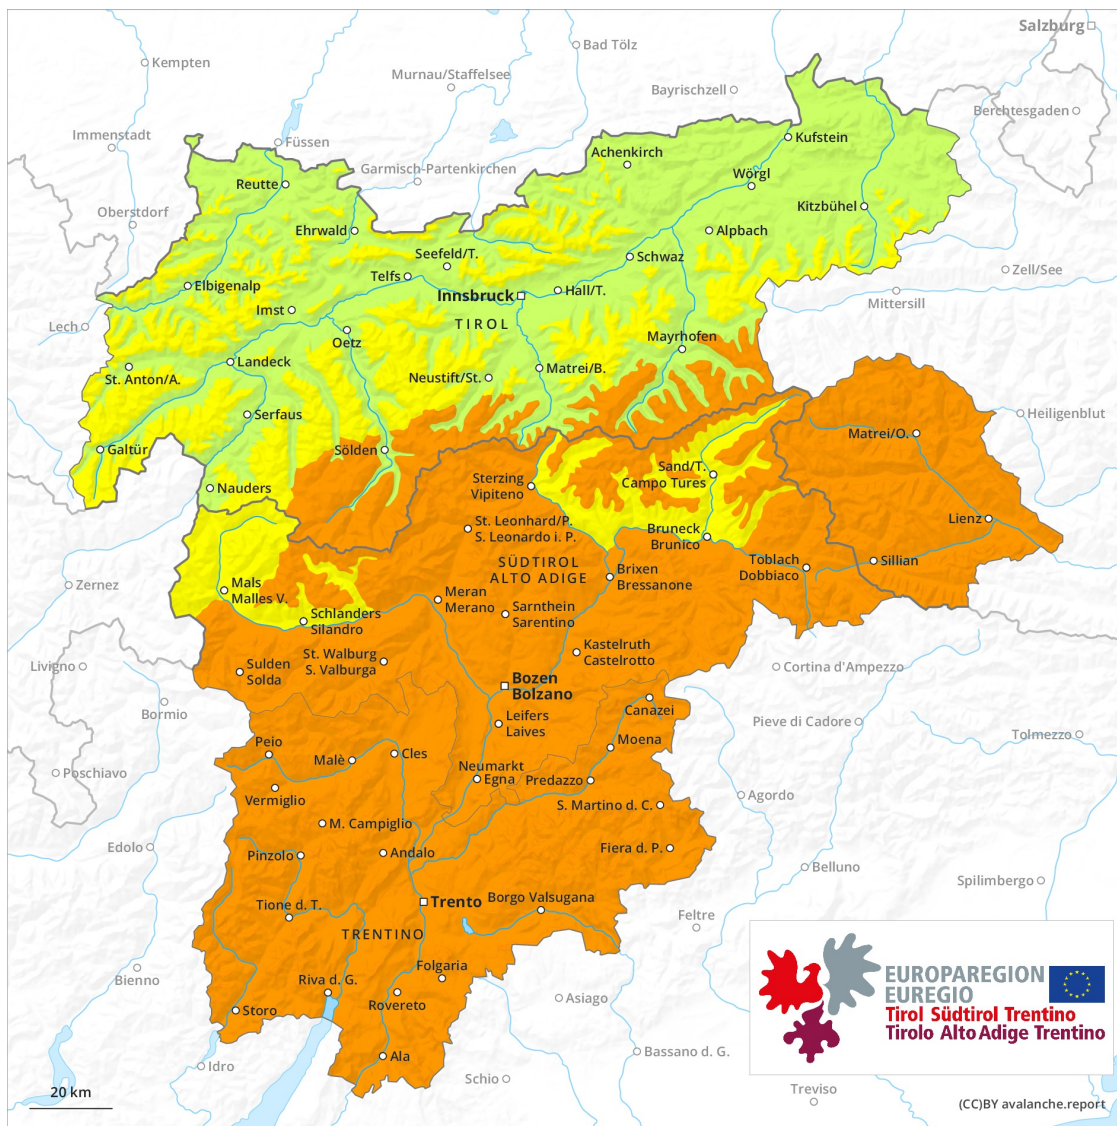 Salzburg
Kempten
Bad Tölz
Murnau/Staffelsee
Bayrischzell
Berchtesgaden
Immenstadt
Füssen
Kufstein
Achenkirch
Garmisch-Partenkirchen
Wörgl
Reutte
Oberstdorf
Kitzbühel
Ehrwald
Alpbach
Seefeld/T.
Schwaz
Telfs
Zell/See
Elbigenalp
Innsbruck
Hall/T.
Mittersill
Imst
Lech
TIROL
Oetz
Mayrhofen
Landeck
Matrei/B.
St. Anton/A.
Neustift/St.
Serfaus
Heiligenblut
Matrei/O.
Galtür
Sölden
Sand/T.
Campo Tures
Sterzing
Vipiteno
Nauders
St. Leonhard/P.
S. Leonardo i. P.
Lienz
Bruneck
Brunico
SÜDTIROL
ALTO ADIGE
Toblach
Dobbiaco
Sillian
Brixen
Bressanone
Zernez
Mals
Malles V.
Meran
Merano
Sarnthein
Sarentino
Schlanders
Silandro
Kastelruth
Castelrotto
St. Walburg
S. Valburga
Livigno
Sulden
Solda
Cortina d'Ampezzo
Bozen
Bolzano
Canazei
Bormio
Leifers
Laives
Pieve di Cadore
Tolmezzo
Moena
Peio
Cles
Malè
Poschiavo
Neumarkt
Egna
Predazzo
Vermiglio
Agordo
S. Martino d. C.
M. Campiglio
Edolo
Pinzolo
Andalo
Fiera d. P.
Belluno
Spilimbergo
Trento
Borgo Valsugana
Tione d. T.
Feltre
TRENTINO
Folgaria
Bienno
Riva d. G.
Rovereto
Asiago
Storo
EUROPAREGION
EUREGIO
Tirol Südtirol Trentino
Tirolo Alto Adige Trentino
Ala
Idro
Bassano d. G.
Schio
Treviso
20 km
(CC)BY avalanche.report